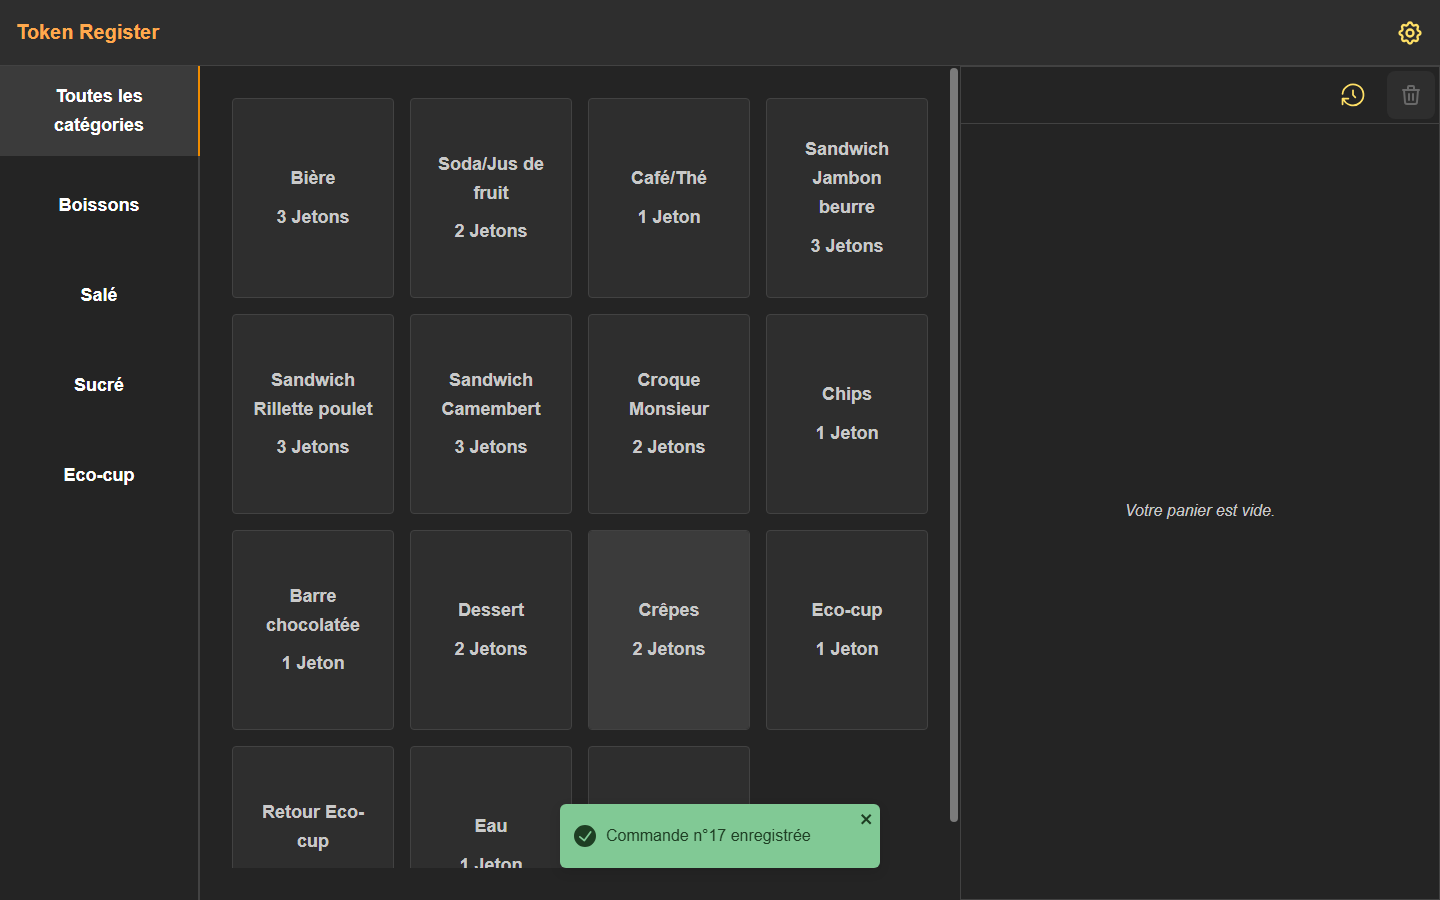 Token Register
Toutes les
catégories
Boissons
Salé
Sucré
Eco-cup
Bière
3 Jetons
Soda/Jus de
fruit
2 Jetons
Café/Thé
1 Jeton
Sandwich
Jambon
beurre
3 Jetons
Sandwich
Rillette poulet
3 Jetons
Sandwich
Camembert
3 Jetons
Croque
Monsieur
2 Jetons
Chips
1 Jeton
Barre
chocolatée
1 Jeton
Dessert
2 Jetons
Crêpes
2 Jetons
Eco-cup
1 Jeton
Retour Eco-
cup
Eau
1 Jeton
Commande n°17 enregistrée
Votre panier est vide.